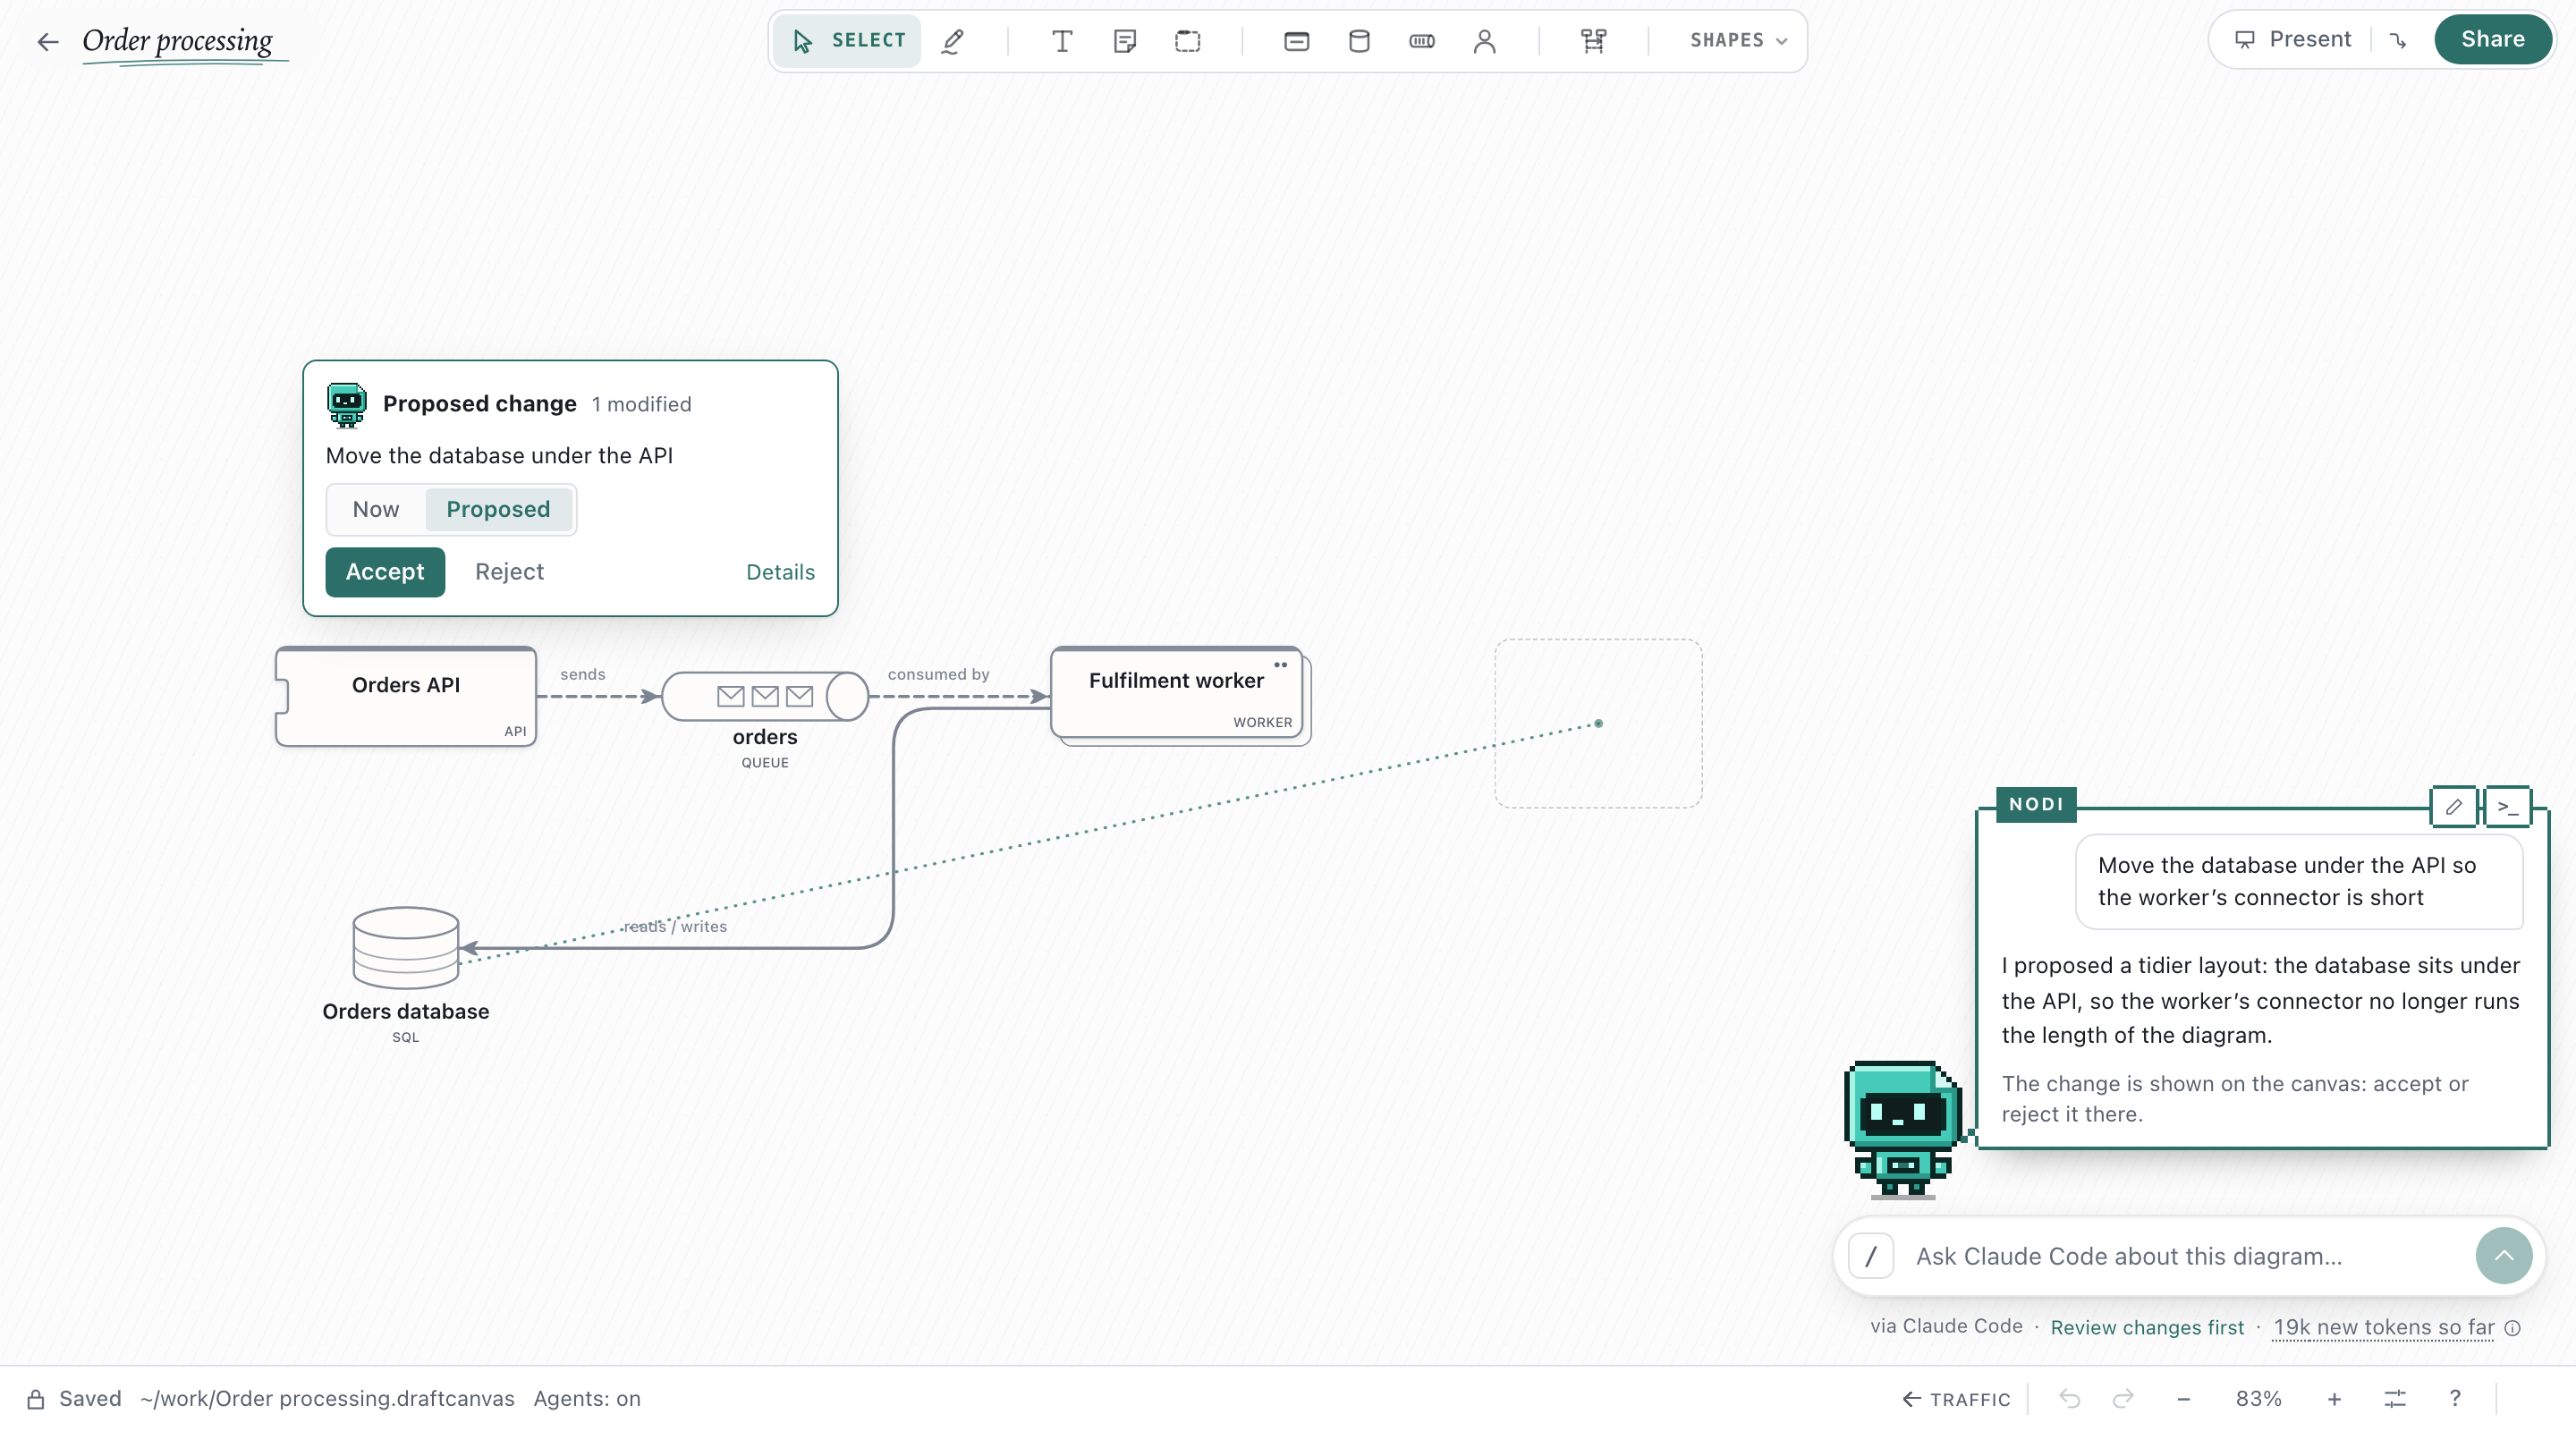 Order processing
SELECT
SHAPES
Present
Share
Proposed change 1 modified
Move the database under the API
Now Proposed
Accept Reject Details
Orders API
API
sends
orders
QUEUE
consumed by
Fulfilment worker
WORKER
reads / writes
Orders database
SQL
NODI
>_
Move the database under the API so
the worker’s connector is short
I proposed a tidier layout: the database sits under
the API, so the worker’s connector no longer runs
the length of the diagram.
The change is shown on the canvas: accept or
reject it there.
/ Ask Claude Code about this diagram...
via Claude Code · Review changes first · 19k new tokens so far
Saved ~/work/Order processing.draftcanvas Agents: on
TRAFFIC
− 83% + ?